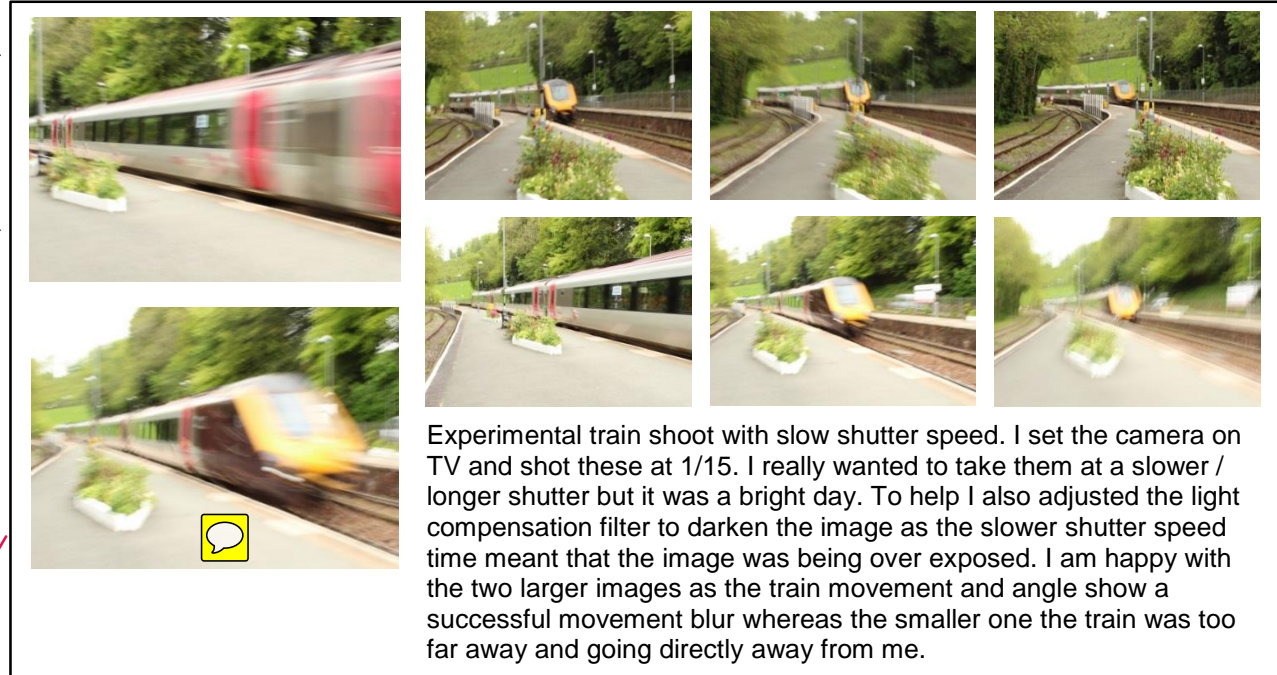 Experimental train shoot with slow shutter speed. I set the camera on
TV and shot these at 1/15. I really wanted to take them at a slower /
longer shutter but it was a bright day. To help I also adjusted the light
compensation filter to darken the image as the slower shutter speed
time meant that the image was being over exposed. I am happy with
the two larger images as the train movement and angle show a
successful movement blur whereas the smaller one the train was too
far away and going directly away from me.